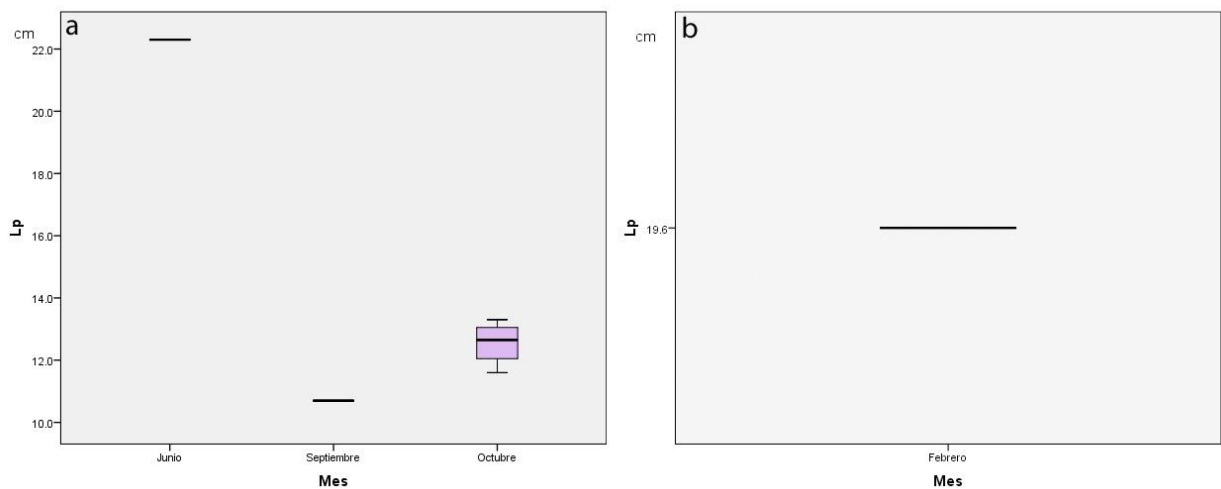 a
cm
22.0
20.0
18.0
16.0
14.0
12.0
10.0
Lp
Junio Septiembre Octubre
Mes
b
cm
19.6
Lp
Febrero
Mes